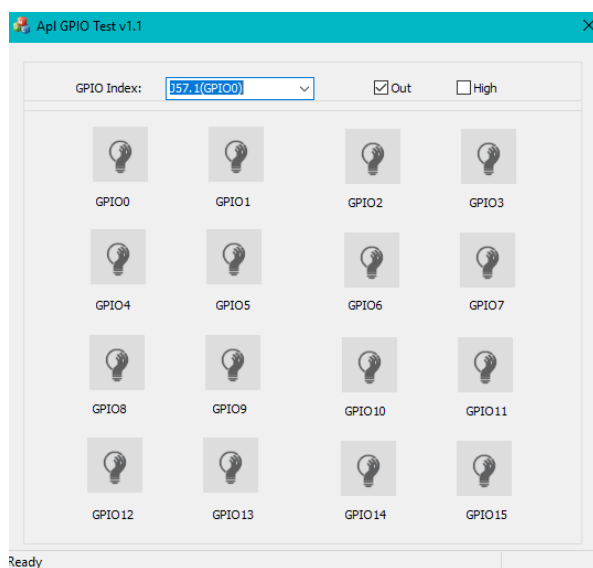 Apl GPIO Test v1.1
GPIO Index: J57.1(GPIO0) Out High
GPIO0 GPIO1 GPIO2 GPIO3
GPIO4 GPIO5 GPIO6 GPIO7
GPIO8 GPIO9 GPIO10 GPIO11
GPIO12 GPIO13 GPIO14 GPIO15
Ready